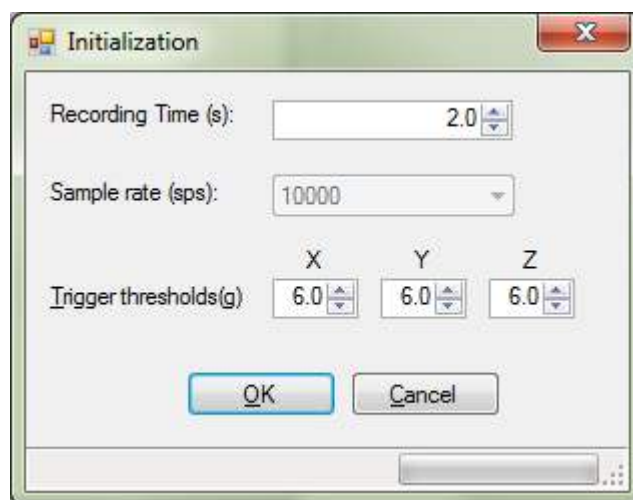 Initialization
Recording Time (s): 2.0
Sample rate (sps): 10000
X Y Z
Trigger thresholds(g) 6.0 6.0 6.0
OK Cancel